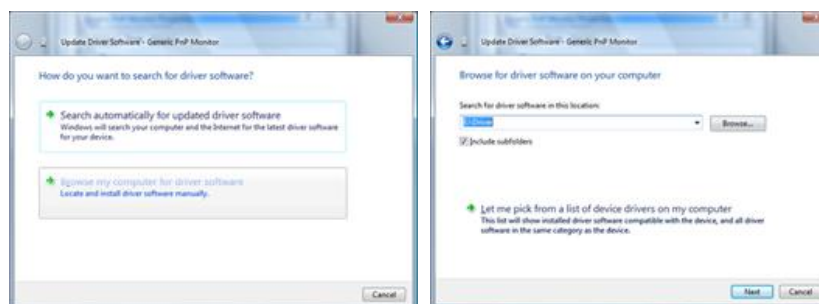 Update Driver Software - Generic PnP Monitor
How do you want to search for driver software?
Search automatically for updated driver software
Windows will search your computer and the Internet for the latest driver software
for your device.
Browse my computer for driver software
Locate and install driver software manually.
Cancel
Update Driver Software - Generic PnP Monitor
Browse for driver software on your computer
Search for driver software in this location:
Browse...
Include subfolders
Let me pick from a list of device drivers on my computer
This list will show installed driver software compatible with the device, and all driver
software in the same category as the device.
Next
Cancel